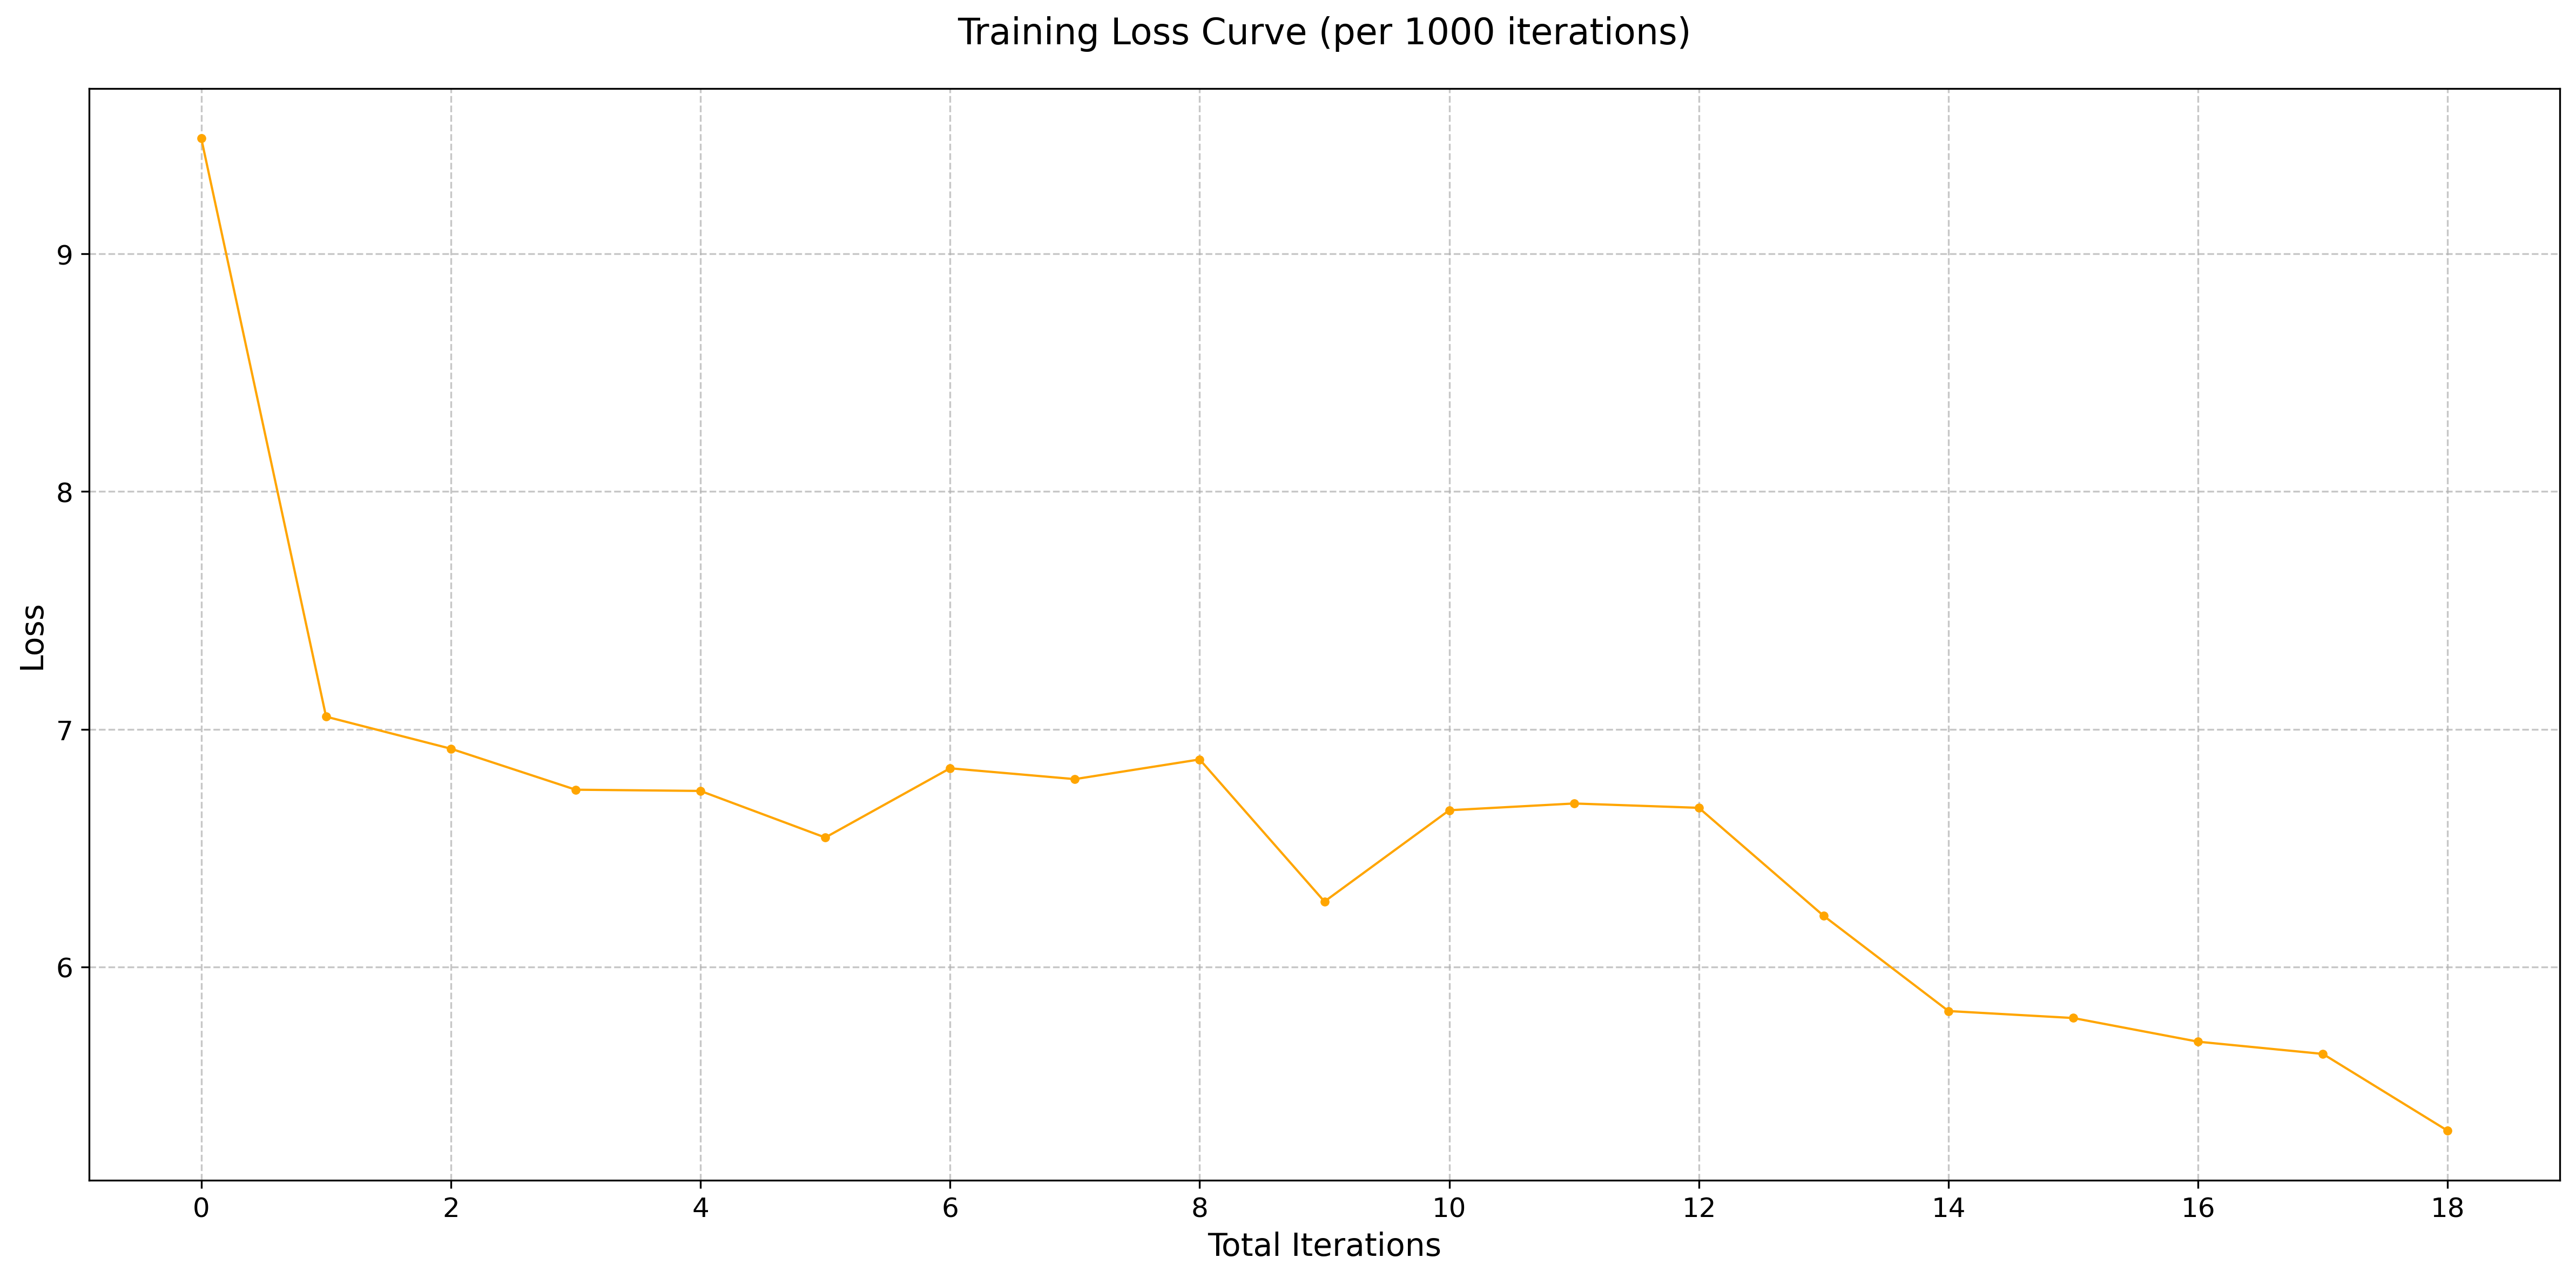 Training Loss Curve (per 1000 iterations)
9
8
7
6
Loss
0 2 4 6 8 10 12 14 16 18
Total Iterations